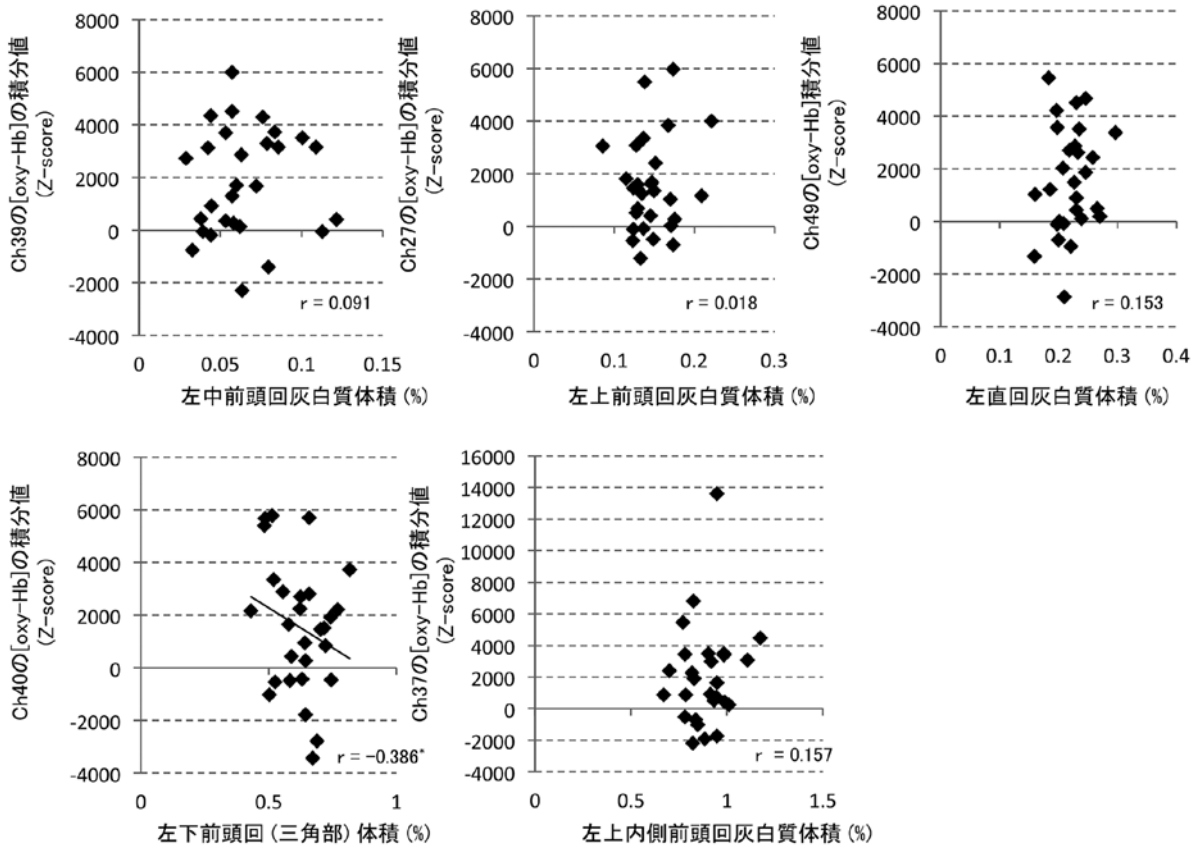 Ch39の[oxy-Hb]の積分値
(Z-score)
8000
6000
4000
2000
0
-2000
-4000
r = 0.091
0
0.05
0.1
0.15
左中前頭回灰白質体積 (%)
Ch27の[oxy-Hb]の積分値
(Z-score)
8000
6000
4000
2000
0
-2000
-4000
r = 0.018
0
0.1
0.2
0.3
左上前頭回灰白質体積 (%)
Ch49の[oxy-Hb]積分値
(Z-score)
8000
6000
4000
2000
0
-2000
-4000
r = 0.153
0
0.1
0.2
0.3
0.4
左直回灰白質体積 (%)
Ch40の[oxy-Hb]の積分値
(Z-score)
8000
6000
4000
2000
0
-2000
-4000
r = -0.386*
0
0.5
1
左下前頭回 (三角部) 体積 (%)
Ch37の[oxy-Hb]の積分値
(Z-score)
16000
14000
12000
10000
8000
6000
4000
2000
0
-2000
-4000
r = 0.157
0
0.5
1
1.5
左上内側前頭回灰白質体積 (%)